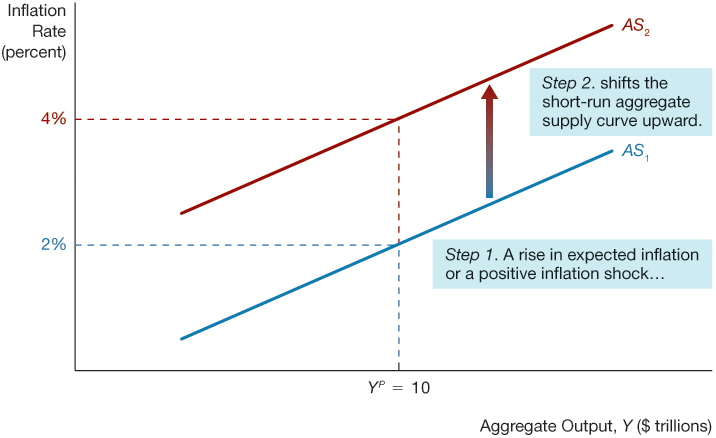 Inflation
Rate
(percent)
AS₂
Step 2. shifts the
short-run aggregate
supply curve upward.
4%
AS₁
2%
Step 1. A rise in expected inflation
or a positive inflation shock…
Yᴾ = 10
Aggregate Output, Y ($ trillions)